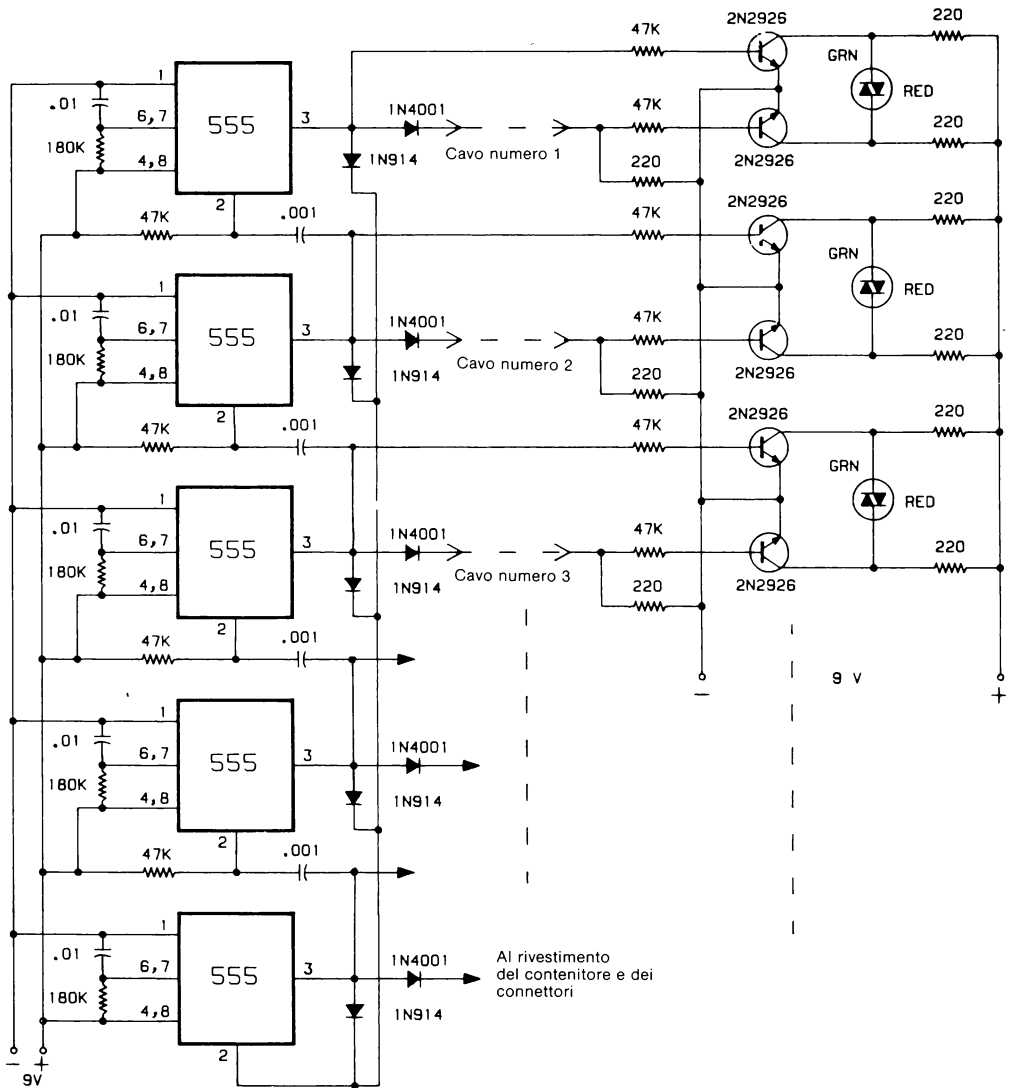 2N2926
220
47K
GRN
RED
1
.01
6,7
555
3
1N4001
47K
180K
4,8
1N914
Cavo numero 1
2N2926
220
220
2
47K
.001
2N2926
220
47K
GRN
RED
1
.01
6,7
555
3
1N4001
47K
180K
4,8
1N914
Cavo numero 2
2N2926
220
220
2
47K
.001
2N2926
220
47K
GRN
RED
1
.01
6,7
555
3
1N4001
47K
180K
4,8
1N914
Cavo numero 3
2N2926
220
220
2
47K
.001
9 V
- +
1
.01
6,7
555
3
1N4001
180K
4,8
1N914
2
47K
.001
1
.01
6,7
555
3
1N4001
Al rivestimento
del contenitore e dei
connettori
180K
4,8
1N914
2
- +
9V